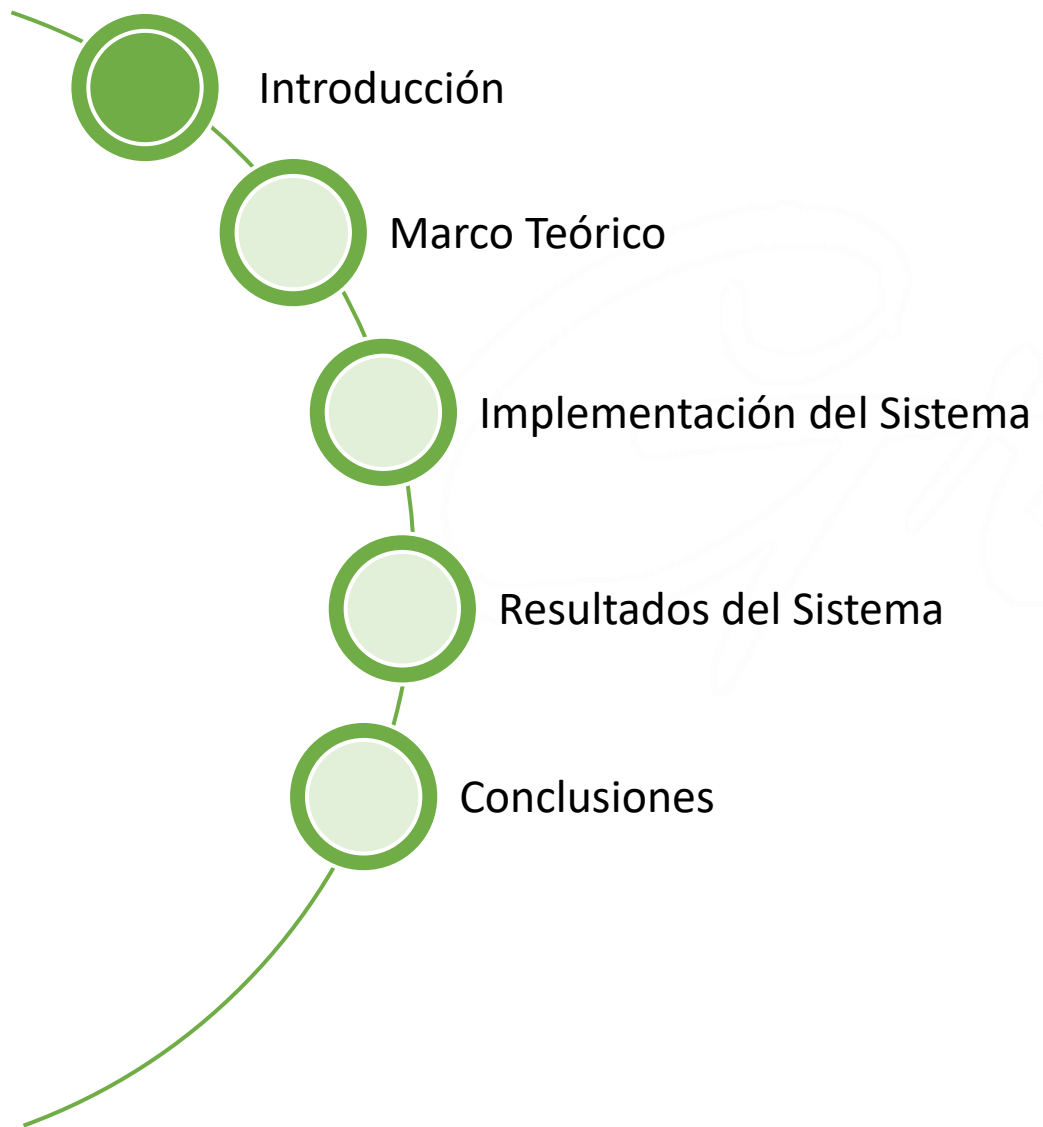 Introducción
Marco Teórico
Implementación del Sistema
Resultados del Sistema
Conclusiones